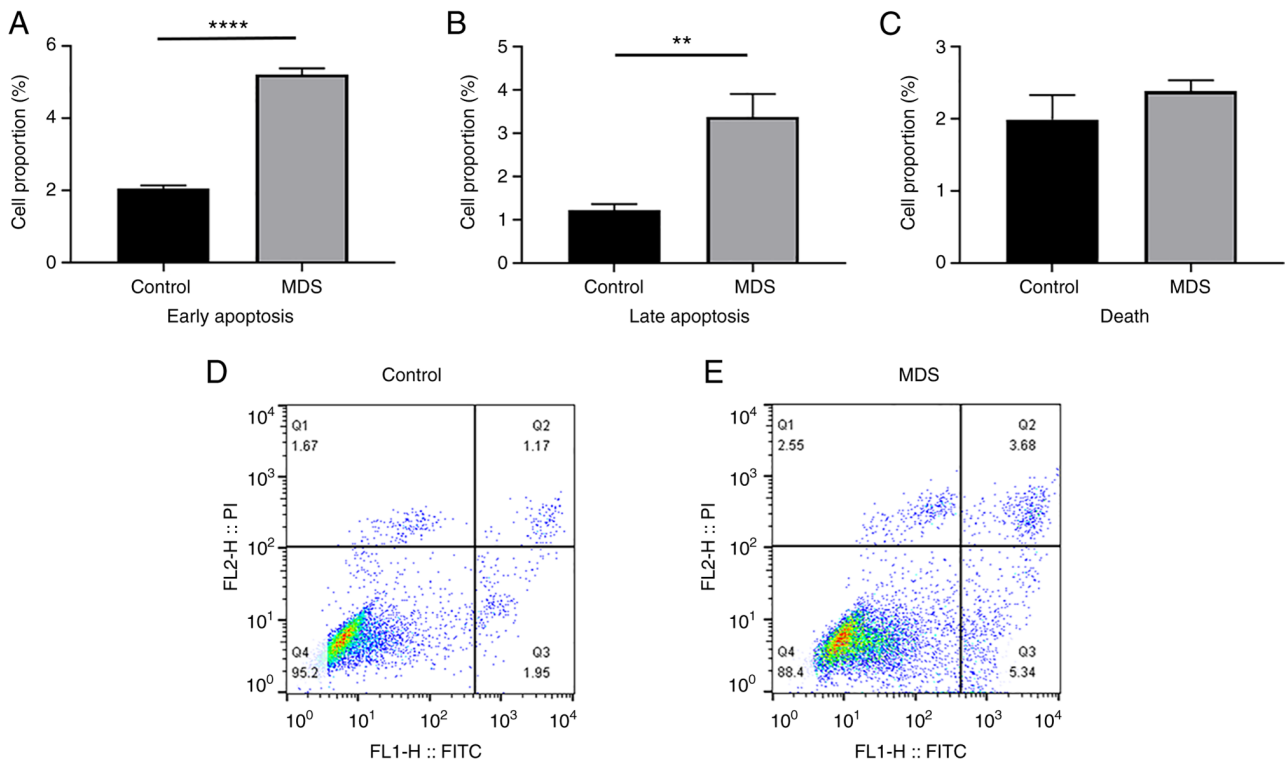 A
****
Cell proportion (%)
6
4
2
0
Control
MDS
Early apoptosis
B
**
Cell proportion (%)
5
4
3
2
1
0
Control
MDS
Late apoptosis
C
Cell proportion (%)
3
2
1
0
Control
MDS
Death
D
Control
FL2-H :: PI
10^4
10^3
10^2
10^1
10^0
Q1
1.67
Q2
1.17
Q4
95.2
Q3
1.95
10^0
10^1
10^2
10^3
10^4
FL1-H :: FITC
E
MDS
FL2-H :: PI
10^4
10^3
10^2
10^1
10^0
Q1
2.55
Q2
3.68
Q4
88.4
Q3
5.34
10^0
10^1
10^2
10^3
10^4
FL1-H :: FITC